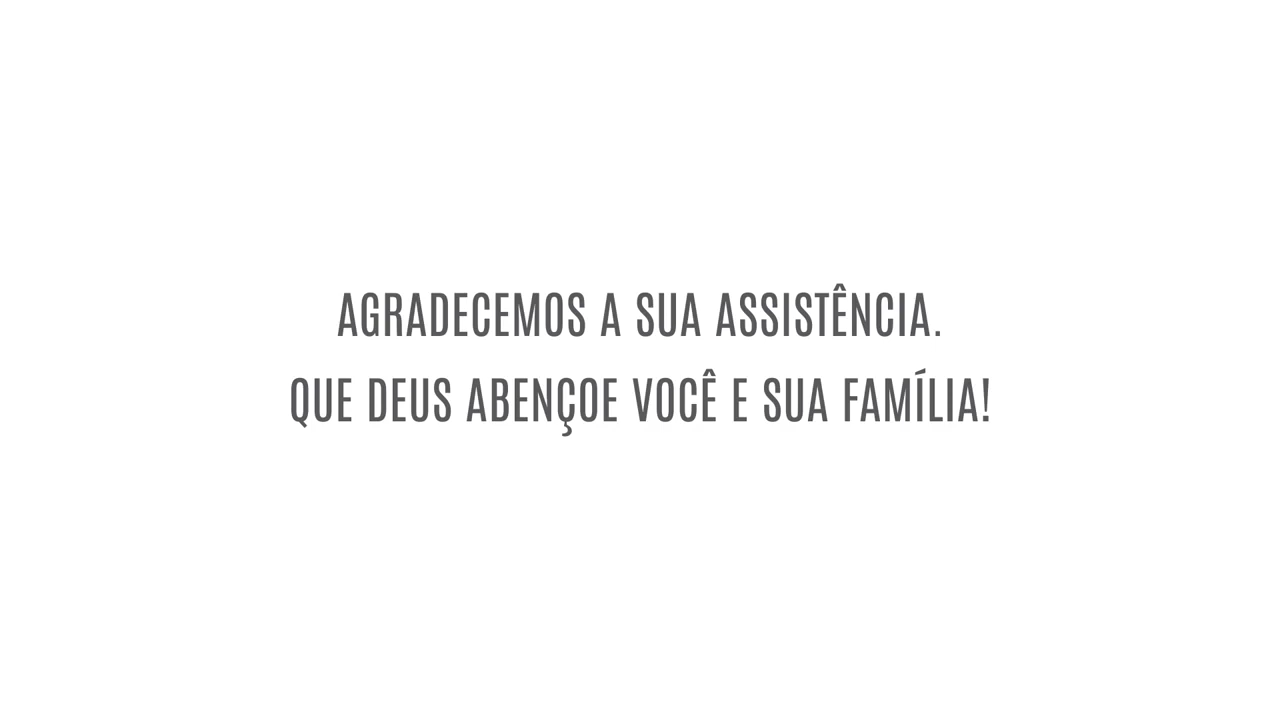 AGRADECEMOS A SUA ASSISTÊNCIA.
QUE DEUS ABENÇOE VOCÊ E SUA FAMÍLIA!